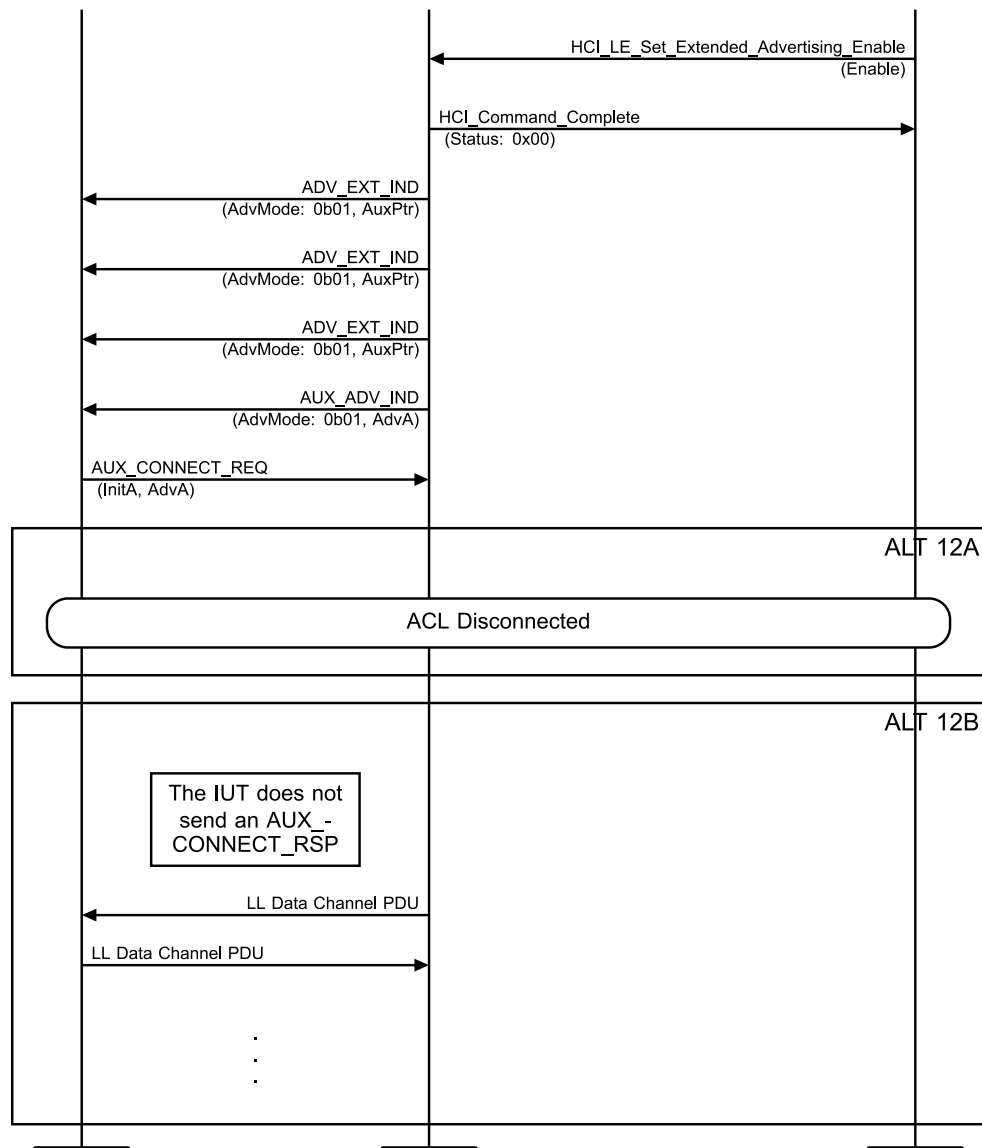 HCI_LE_Set_Extended_Advertising_Enable
(Enable)
HCI_Command_Complete
(Status: 0x00)
ADV_EXT_IND
(AdvMode: 0b01, AuxPtr)
ADV_EXT_IND
(AdvMode: 0b01, AuxPtr)
ADV_EXT_IND
(AdvMode: 0b01, AuxPtr)
AUX_ADV_IND
(AdvMode: 0b01, AdvA)
AUX_CONNECT_REQ
(InitA, AdvA)
ALT 12A
ACL Disconnected
ALT 12B
The IUT does not
send an AUX_-
CONNECT_RSP
LL Data Channel PDU
LL Data Channel PDU
.
.
.